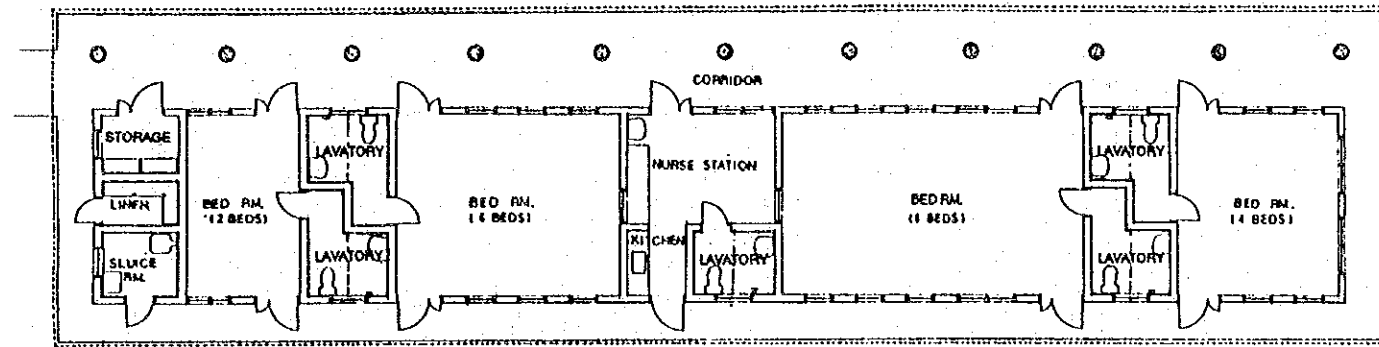 CORRIDOR
STORAGE
LINEN
SLUICE
RM.
BED RM.
(2 BEDS)
LAVATORY
LAVATORY
BED RM.
NURSE STATION
KITCHEN
LAVATORY
BED RM.
LAVATORY
LAVATORY
BED RM.
(4 BEDS)